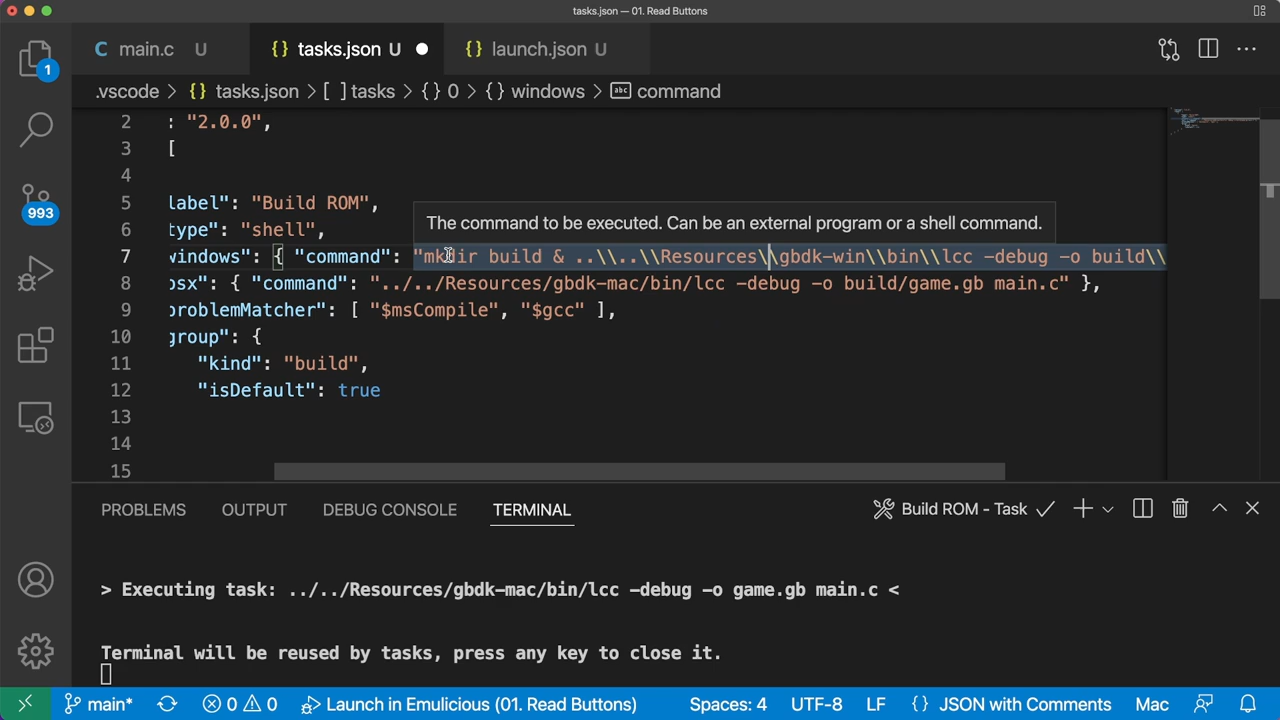 tasks.json — 01. Read Buttons
C main.c U
{} tasks.json U
{} launch.json U
1
.vscode > {} tasks.json > [ ] tasks > {} 0 > {} windows > abc command
2 : "2.0.0",
3 [
4
5 label": "Build ROM",
The command to be executed. Can be an external program or a shell command.
6 type": "shell",
7 windows": { "command": "mkdir build & ..\\..\\Resources\\gbdk-win\\bin\\lcc -debug -o build\\
8 osx": { "command": "../../Resources/gbdk-mac/bin/lcc -debug -o build/game.gb main.c" },
9 problemMatcher": [ "$msCompile", "$gcc" ],
10 group": {
11 "kind": "build",
12 "isDefault": true
13
14
15
993
PROBLEMS OUTPUT DEBUG CONSOLE TERMINAL Build ROM - Task
> Executing task: ../../Resources/gbdk-mac/bin/lcc -debug -o game.gb main.c <
Terminal will be reused by tasks, press any key to close it.
main* 0 0 Launch in Emulicious (01. Read Buttons) Spaces: 4 UTF-8 LF {} JSON with Comments Mac